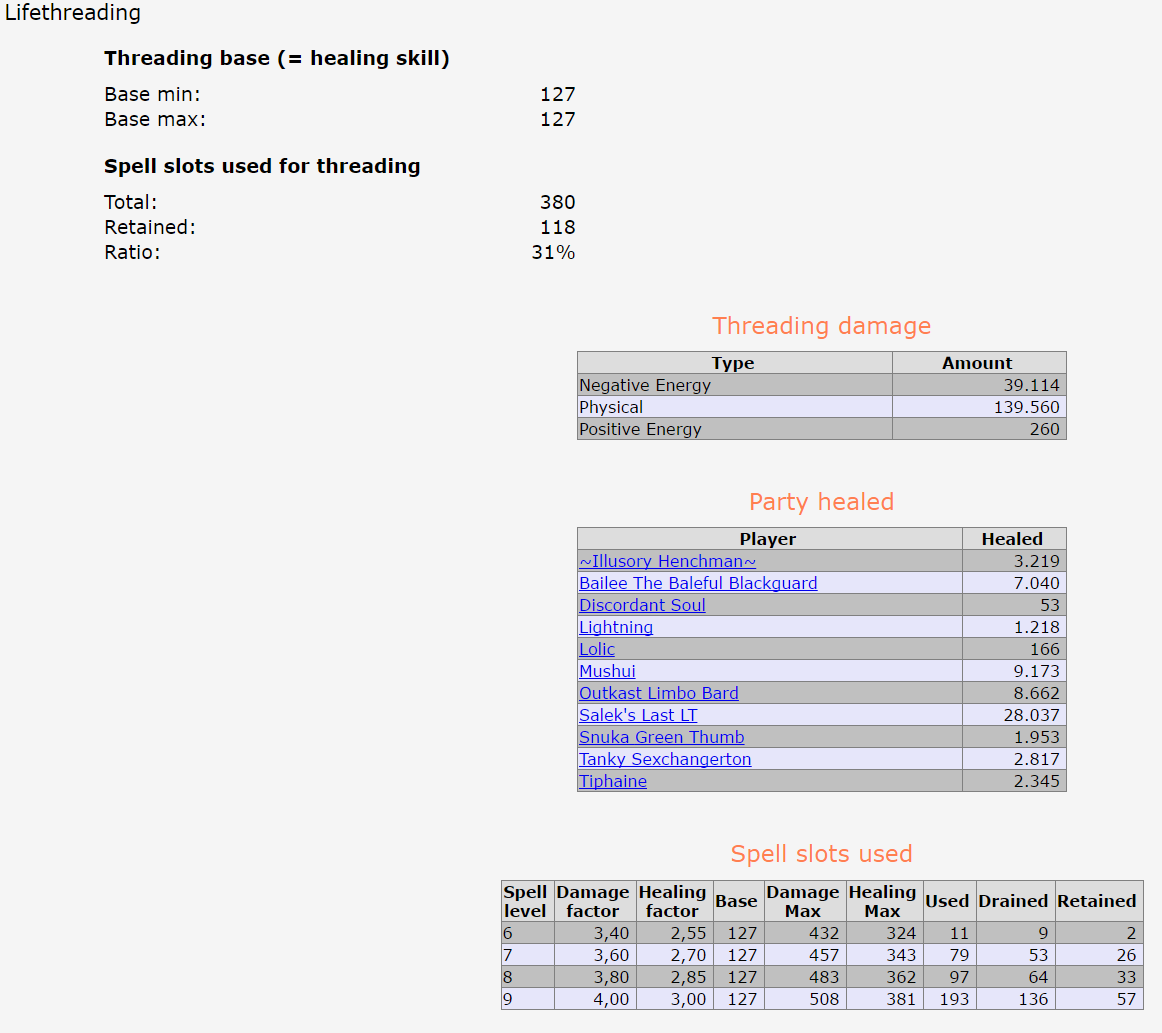 Lifethreading
Threading base (= healing skill)
Base min: 127
Base max: 127
Spell slots used for threading
Total: 380
Retained: 118
Ratio: 31%
Threading damage
Type Amount
Negative Energy 39.114
Physical 139.560
Positive Energy 260
Party healed
Player Healed
~Illusory Henchman~ 3.219
Bailee The Baleful Blackguard 7.040
Discordant Soul 53
Lightning 1.218
Lolic 166
Mushui 9.173
Outkast Limbo Bard 8.662
Salek's Last LT 28.037
Snuka Green Thumb 1.953
Tanky Sexchangerton 2.817
Tiphaine 2.345
Spell slots used
Spell level Damage factor Healing factor Base Damage Max Healing Max Used Drained Retained
6 3,40 2,55 127 432 324 11 9 2
7 3,60 2,70 127 457 343 79 53 26
8 3,80 2,85 127 483 362 97 64 33
9 4,00 3,00 127 508 381 193 136 57